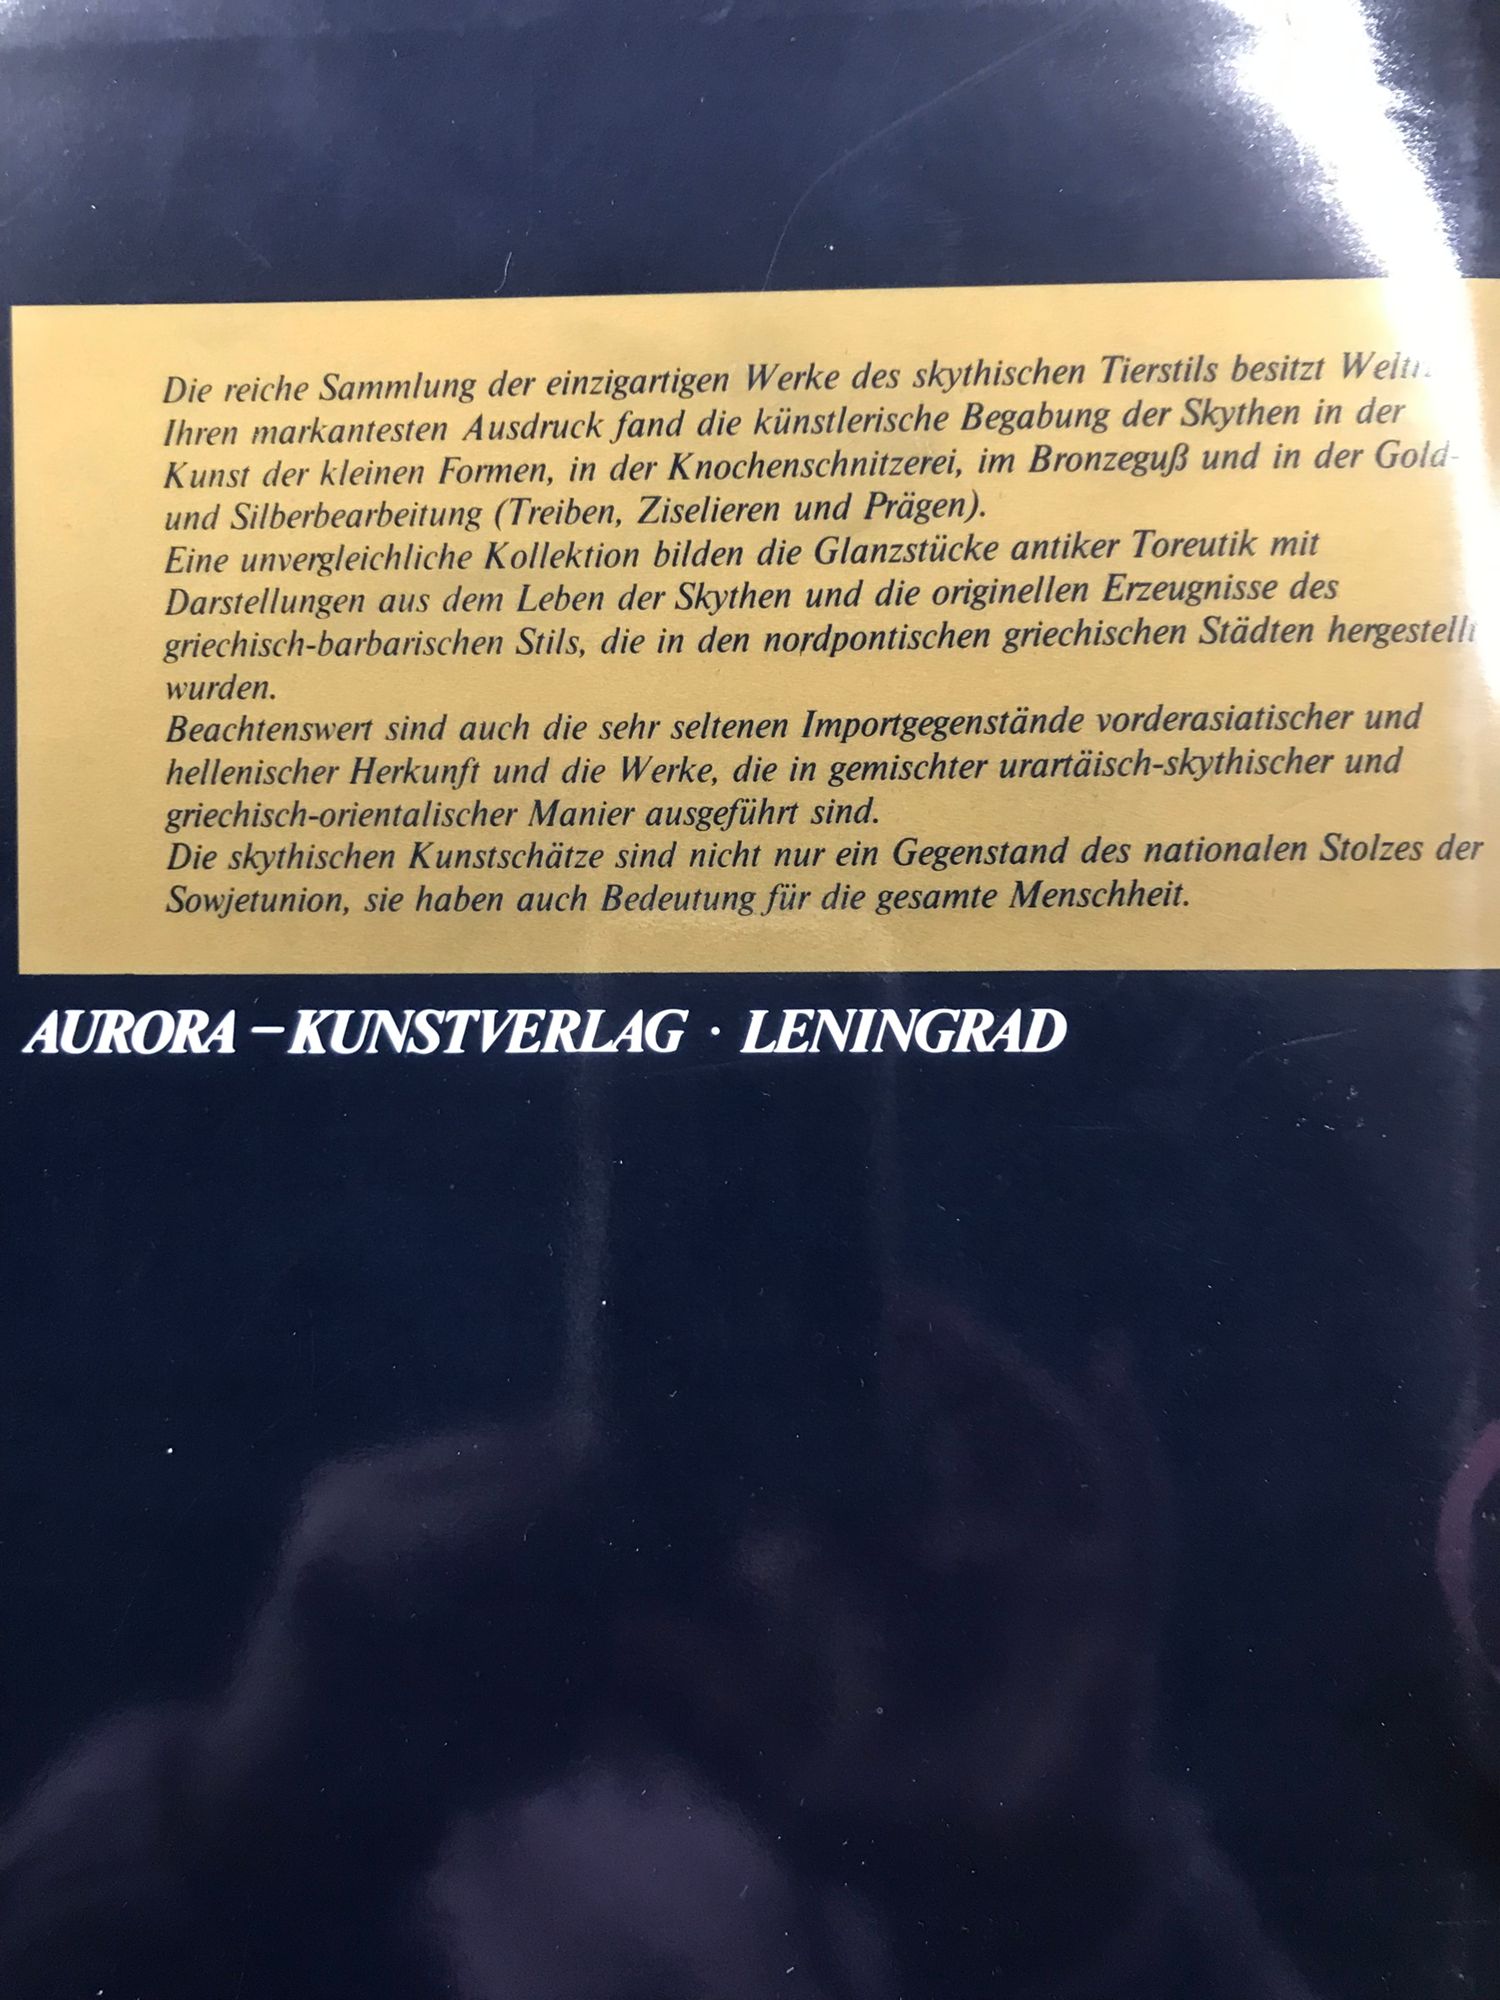 Die reiche Sammlung der einzigartigen Werke des skythischen Tierstils besitzt
Ihren markantesten Ausdruck fand die künstlerische Begabung der Skythen in der
Kunst der kleinen Formen, in der Knochenschnitzerei, im Bronzeguß und in der Gold-
und Silberbearbeitung (Treiben, Ziselieren und Prägen).
Eine unvergleichliche Kollektion bilden die Glanzstücke antiker Toreutik mit
Darstellungen aus dem Leben der Skythen und die originellen Erzeugnisse des
griechisch-barbarischen Stils, die in den nordpontischen griechischen Städten hergestellt
wurden.
Beachtenswert sind auch die sehr seltenen Importgegenstände vorderasiatischer und
hellenischer Herkunft und die Werke, die in gemischter urartäisch-skythischer und
griechisch-orientalischer Manier ausgeführt sind.
Die skythischen Kunstschätze sind nicht nur ein Gegenstand des nationalen Stolzes der
Sowjetunion, sie haben auch Bedeutung für die gesamte Menschheit.
AURORA – KUNSTVERLAG · LENINGRAD